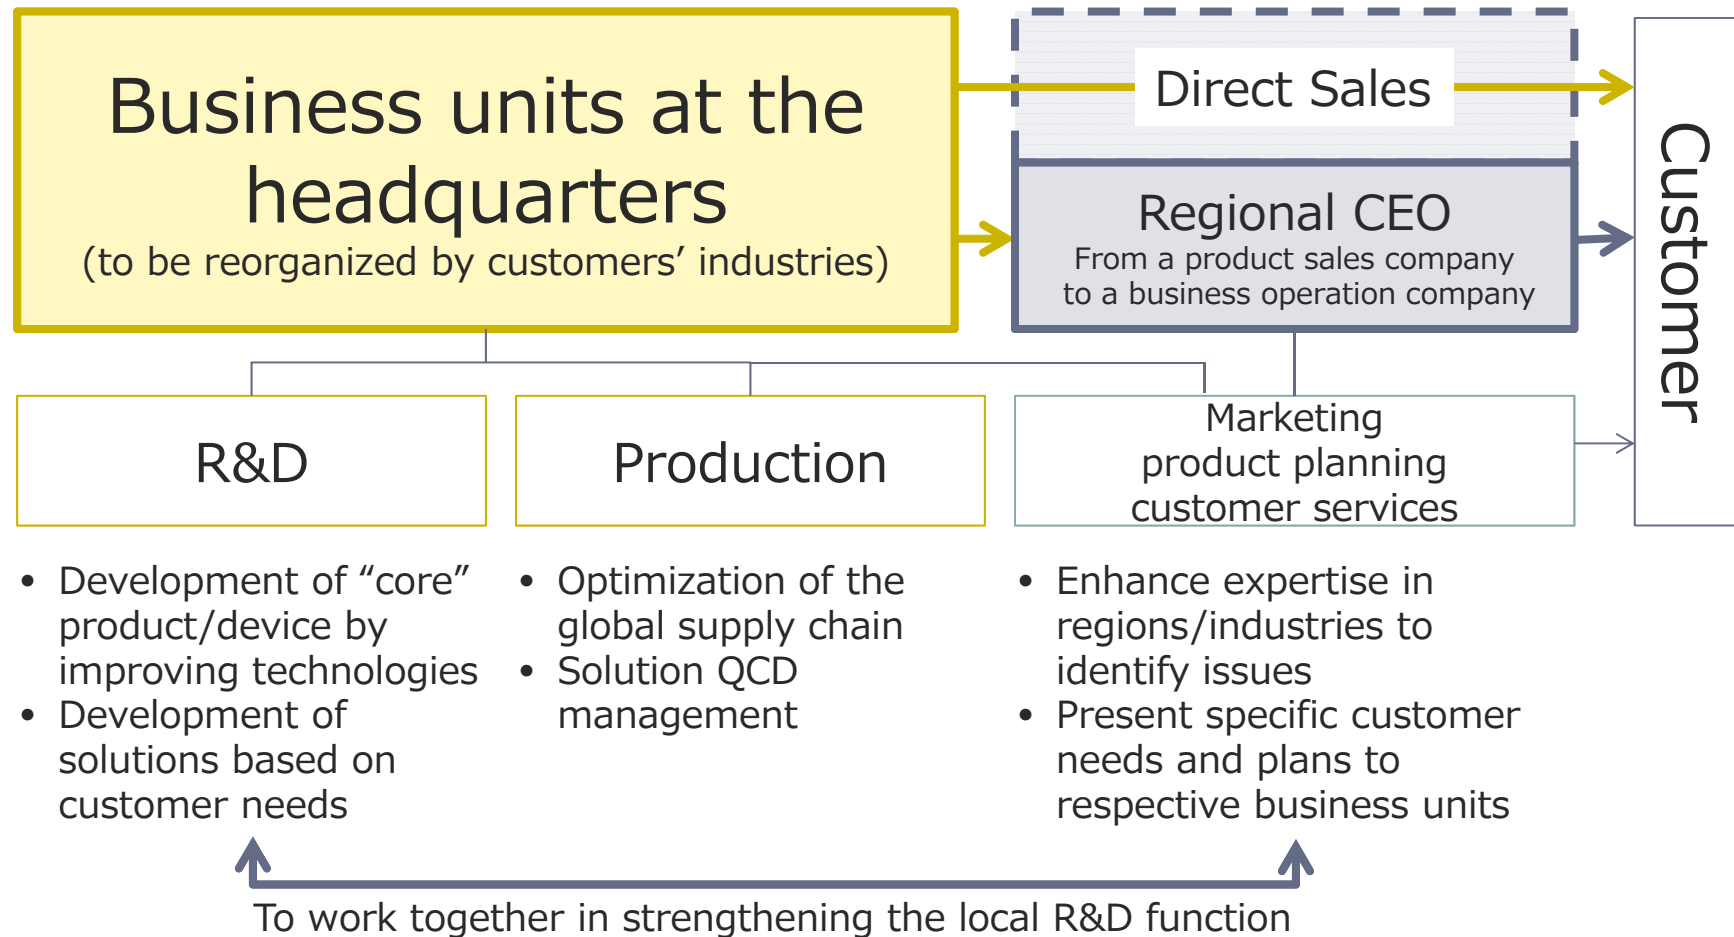 Business units at the
headquarters
(to be reorganized by customers’ industries)
Direct Sales
Regional CEO
From a product sales company
to a business operation company
Customer
R&D
Production
Marketing
product planning
customer services
• Development of “core”
product/device by
improving technologies
• Development of
solutions based on
customer needs
• Optimization of the
global supply chain
• Solution QCD
management
• Enhance expertise in
regions/industries to
identify issues
• Present specific customer
needs and plans to
respective business units
To work together in strengthening the local R&D function